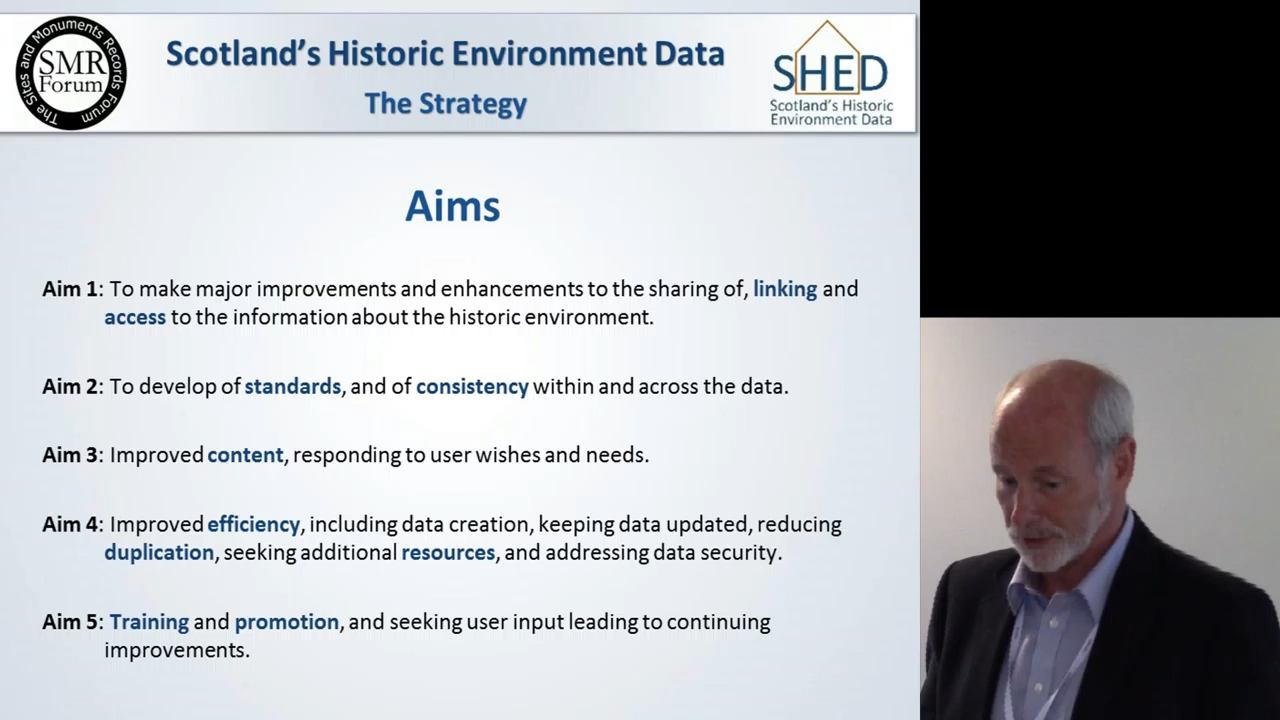 The Sites and Monuments Records Forum
SMR
Forum
Scotland's Historic Environment Data
The Strategy
SHED
Scotland's Historic
Environment Data
Aims
Aim 1: To make major improvements and enhancements to the sharing of, linking and
access to the information about the historic environment.
Aim 2: To develop of standards, and of consistency within and across the data.
Aim 3: Improved content, responding to user wishes and needs.
Aim 4: Improved efficiency, including data creation, keeping data updated, reducing
duplication, seeking additional resources, and addressing data security.
Aim 5: Training and promotion, and seeking user input leading to continuing
improvements.